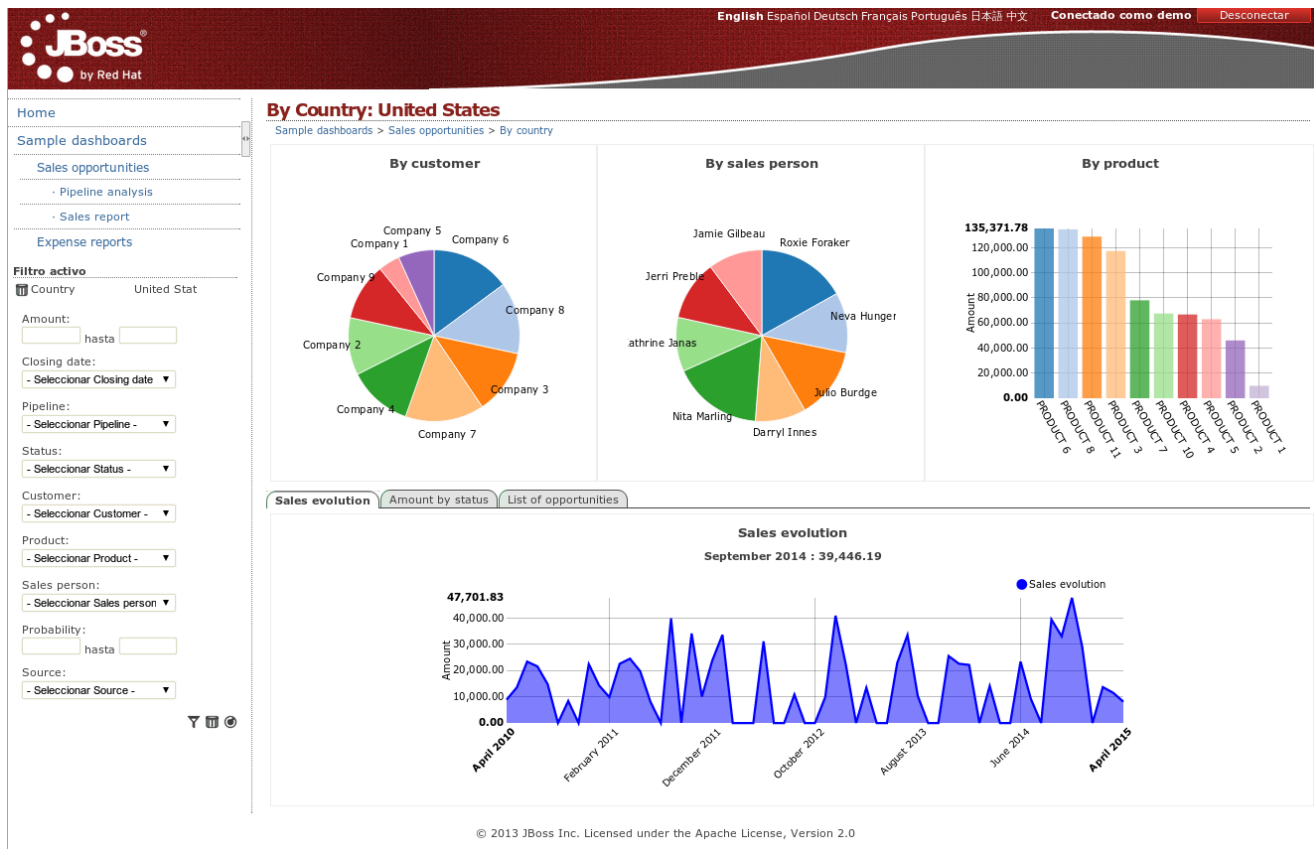 English Español Deutsch Français Português 日本語 中文 Conectado como demo Desconectar
JBoss®
by Red Hat
Home
Sample dashboards
Sales opportunities
· Pipeline analysis
· Sales report
Expense reports
Filtro activo
Country United Stat
Amount:
hasta
Closing date:
- Seleccionar Closing date
Pipeline:
- Seleccionar Pipeline -
Status:
- Seleccionar Status -
Customer:
- Seleccionar Customer -
Product:
- Seleccionar Product -
Sales person:
- Seleccionar Sales person
Probability:
hasta
Source:
- Seleccionar Source -
By Country: United States
Sample dashboards > Sales opportunities > By country
By customer
Company 5
Company 6
Company 1
Company 9
Company 8
Company 2
Company 3
Company 4
Company 7
By sales person
Jamie Gilbeau
Roxie Foraker
Jerri Preble
Neva Hunger
athrine Janas
Julio Burdge
Nita Marling
Darryl Innes
By product
135,371.78
120,000.00
100,000.00
80,000.00
60,000.00
40,000.00
20,000.00
0.00
Amount
PRODUCT 6
PRODUCT 8
PRODUCT 11
PRODUCT 3
PRODUCT 7
PRODUCT 10
PRODUCT 4
PRODUCT 5
PRODUCT 2
PRODUCT 1
Sales evolution
Amount by status
List of opportunities
Sales evolution
September 2014 : 39,446.19
Sales evolution
47,701.83
40,000.00
30,000.00
20,000.00
10,000.00
0.00
Amount
April 2010
February 2011
December 2011
October 2012
August 2013
June 2014
April 2015
© 2013 JBoss Inc. Licensed under the Apache License, Version 2.0